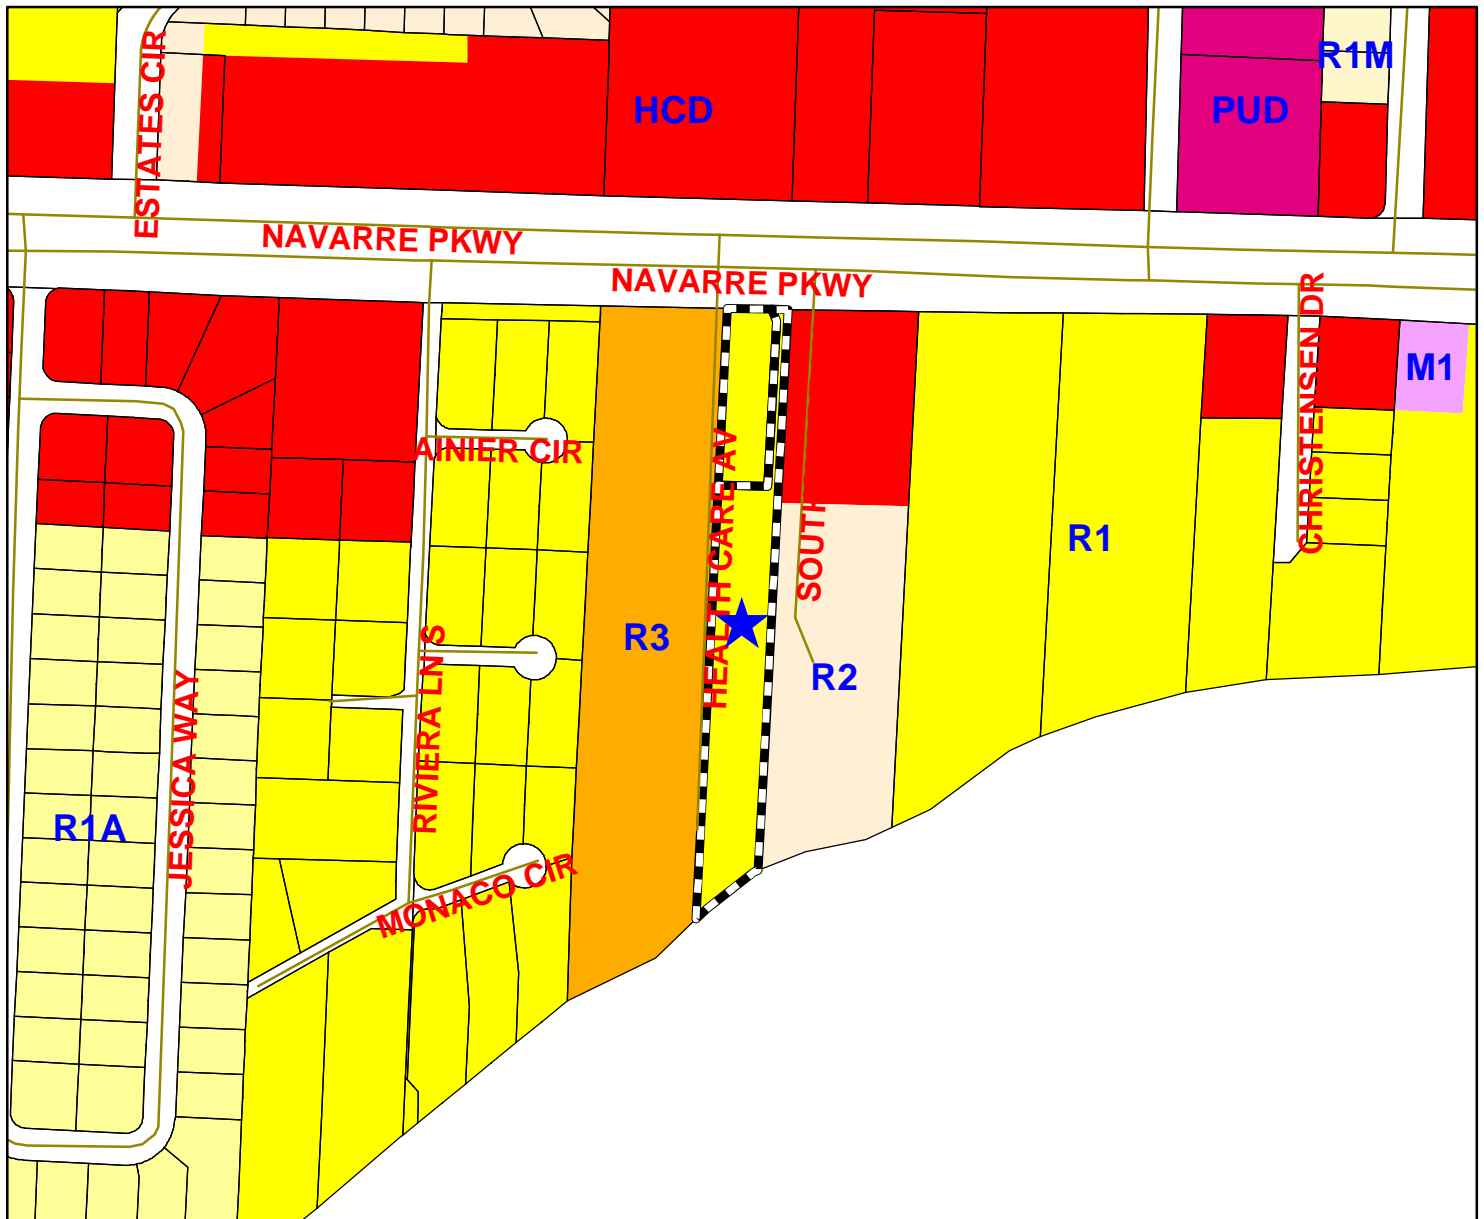 R1M
ESTATES CIR
HCD
PUD
NAVARRE PKWY
NAVARRE PKWY
CHRISTENSEN DR
M1
AINIER CIR
HEALTH CARE AV
SOUTH
R1
R3
R2
RIVIERA LN S
JESSICA WAY
R1A
MONACO CIR